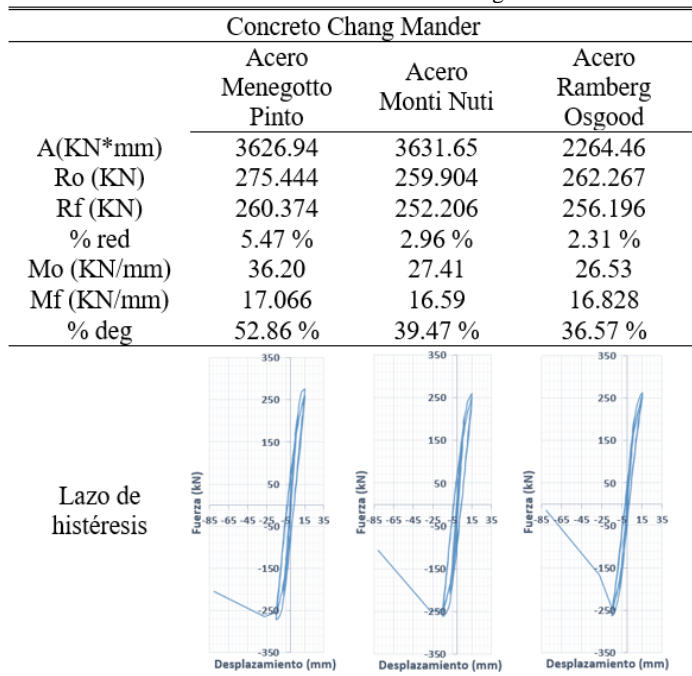 Concreto Chang Mander
Acero Menegotto Pinto Acero Monti Nuti Acero Ramberg Osgood
A(KN*mm) 3626.94 3631.65 2264.46
Ro (KN) 275.444 259.904 262.267
Rf (KN) 260.374 252.206 256.196
% red 5.47 % 2.96 % 2.31 %
Mo (KN/mm) 36.20 27.41 26.53
Mf (KN/mm) 17.066 16.59 16.828
% deg 52.86 % 39.47 % 36.57 %
Lazo de
histéresis
Fuerza (kN)
350
250
150
50
-50
-150
-250
-350
-85 -65 -45 -25 -5 15 35
Desplazamiento (mm)
Fuerza (kN)
350
250
150
50
-50
-150
-250
-350
-85 -65 -45 -25 -5 15 35
Desplazamiento (mm)
Fuerza (kN)
350
250
150
50
-50
-150
-250
-350
-85 -65 -45 -25 -5 15 35
Desplazamiento (mm)